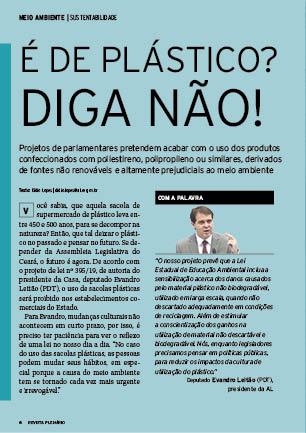 MEIO AMBIENTE | SUSTENTABILIDADE
É DE PLÁSTICO?
DIGA NÃO!
Projetos de parlamentares pretendem acabar com o uso dos produtos
confeccionados com poliestireno, polipropileno ou similares, derivados
de fontes não renováveis e altamente prejudiciais ao meio ambiente
Texto:
Você sabia, que aquela sacola de
supermercado de plástico leva en-
tre 450 e 500 anos, para se decompor na
natureza? Então, que tal deixar o plásti-
co no passado e pensar no futuro. Se de-
pender da Assembleia Legislativa do
Ceará, o futuro é agora. De acordo com
o projeto de lei nº 395/19, de autoria do
presidente da Casa, deputado Evandro
Leitão (PDT), o uso de sacolas plásticas
será proibido nos estabelecimentos co-
merciais do Estado.
Para Evandro, mudanças culturais não
acontecem em curto prazo, por isso, é
preciso ter paciência para ver o reflexo
de uma lei no nosso dia a dia. "No caso
do uso das sacolas plásticas, as pessoas
podem mudar seus hábitos, em espe-
cial porque a causa do meio ambiente
tem se tornado cada vez mais urgente
e irrevogável."
COM A PALAVRA
"O nosso projeto prevê que a Lei
Estadual de Educação Ambiental inclua a
sensibilização acerca dos danos causados
pelo material plástico não biodegradável,
utilizado em larga escala, quando não
descartado adequadamente em condições
de reciclagem. Além de estimular
a conscientização dos ganhos na
utilização de material não descartável e
biodegradável. Nós, enquanto legisladores
precisamos pensar em políticas públicas,
para reduzir os impactos da cultura de
utilização do plástico."
Deputado Evandro Leitão (PDT),
presidente da AL
6 REVISTA PLENÁRIO